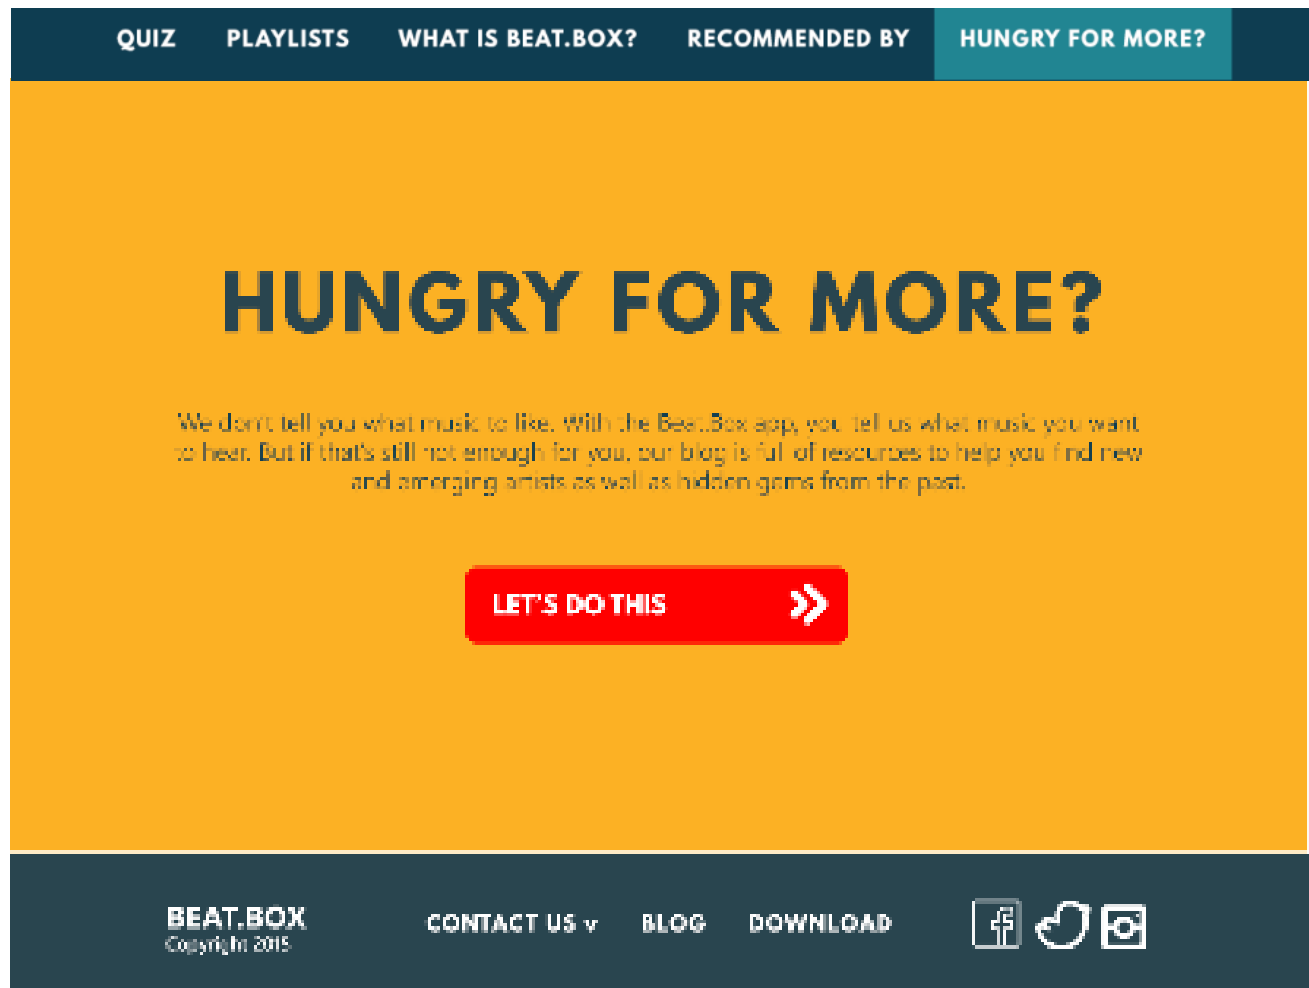 QUIZ PLAYLISTS WHAT IS BEAT.BOX? RECOMMENDED BY HUNGRY FOR MORE?
HUNGRY FOR MORE?
We don't tell you what music to like. With the Beat.Box app, you tell us what music you want
to hear. But if that's still not enough for you, our blog is full of resources to help you find new
and emerging artists as well as hidden gems from the past.
LET'S DO THIS
BEAT.BOX
Copyright 2015
CONTACT US v BLOG DOWNLOAD